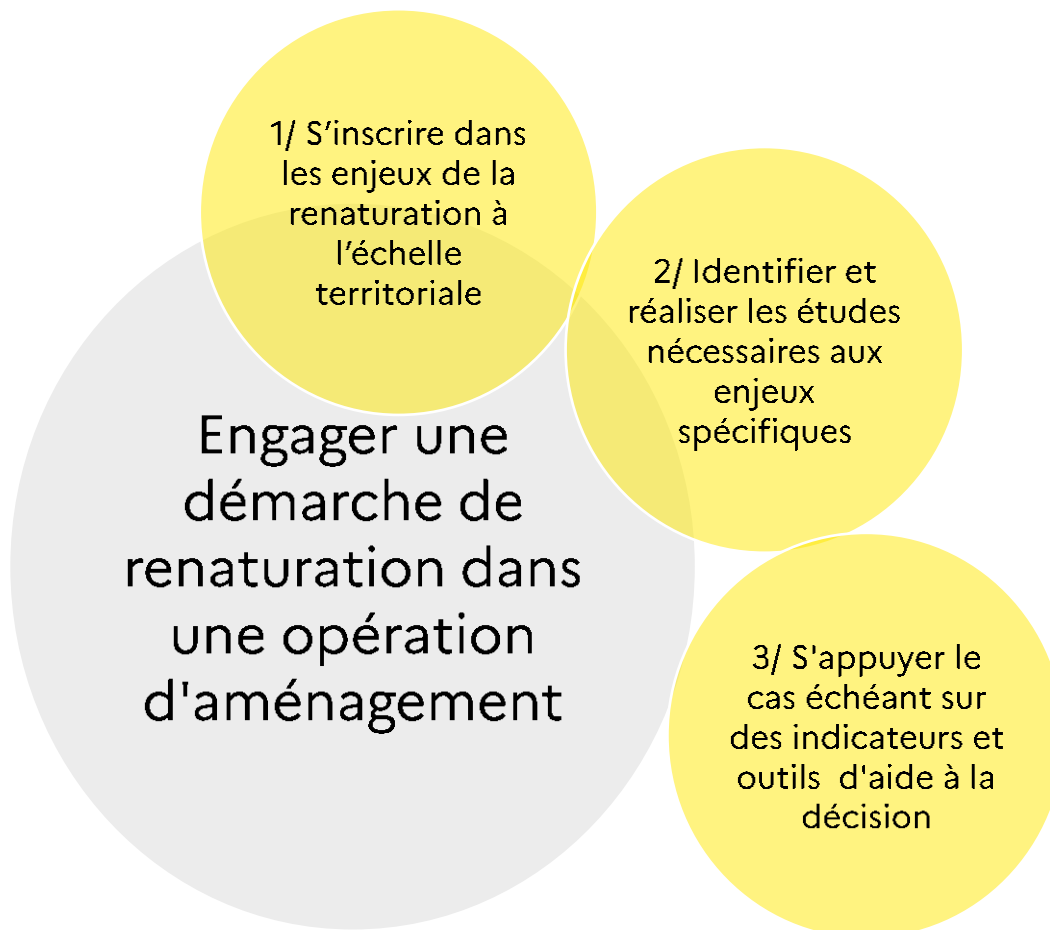 1/ S’inscrire dans
les enjeux de la
renaturation à
l’échelle
territoriale
2/ Identifier et
réaliser les études
nécessaires aux
enjeux
spécifiques
Engager une
démarche de
renaturation dans
une opération
d'aménagement
3/ S'appuyer le
cas échéant sur
des indicateurs et
outils  d'aide à la
décision